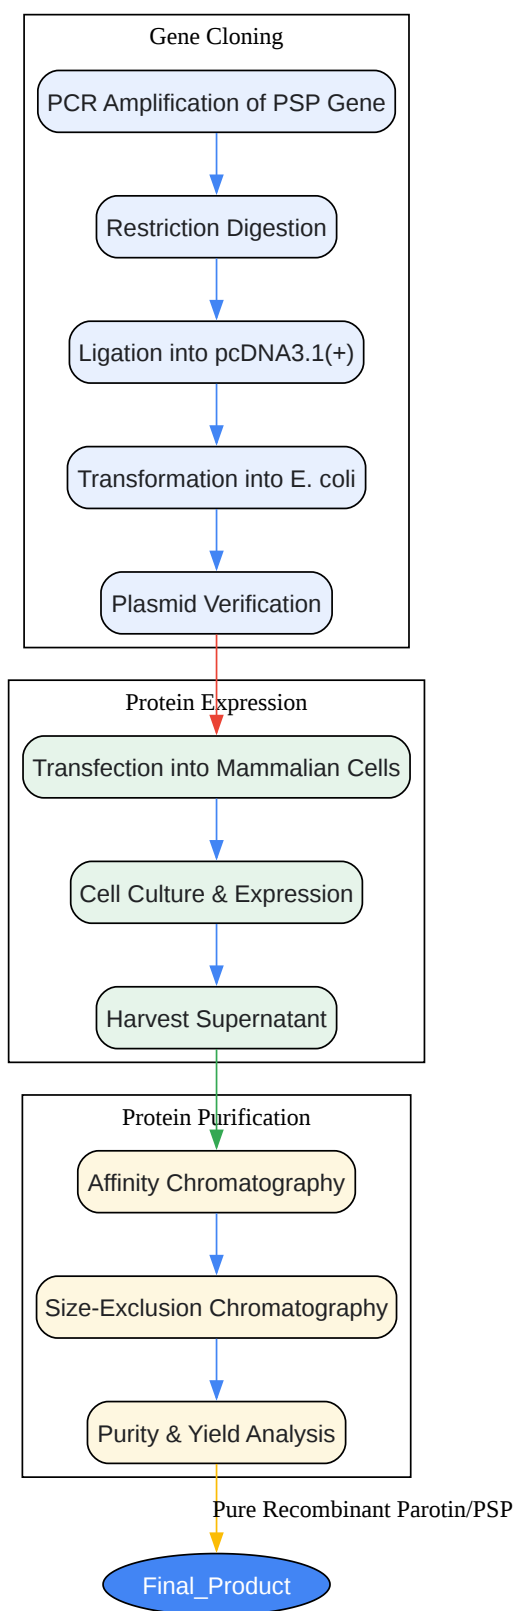 Gene Cloning
PCR Amplification of PSP Gene
Restriction Digestion
Ligation into pcDNA3.1(+)
Transformation into E. coli
Plasmid Verification
Protein Expression
Transfection into Mammalian Cells
Cell Culture & Expression
Harvest Supernatant
Protein Purification
Affinity Chromatography
Size-Exclusion Chromatography
Purity & Yield Analysis
Pure Recombinant Parotin/PSP
Final_Product